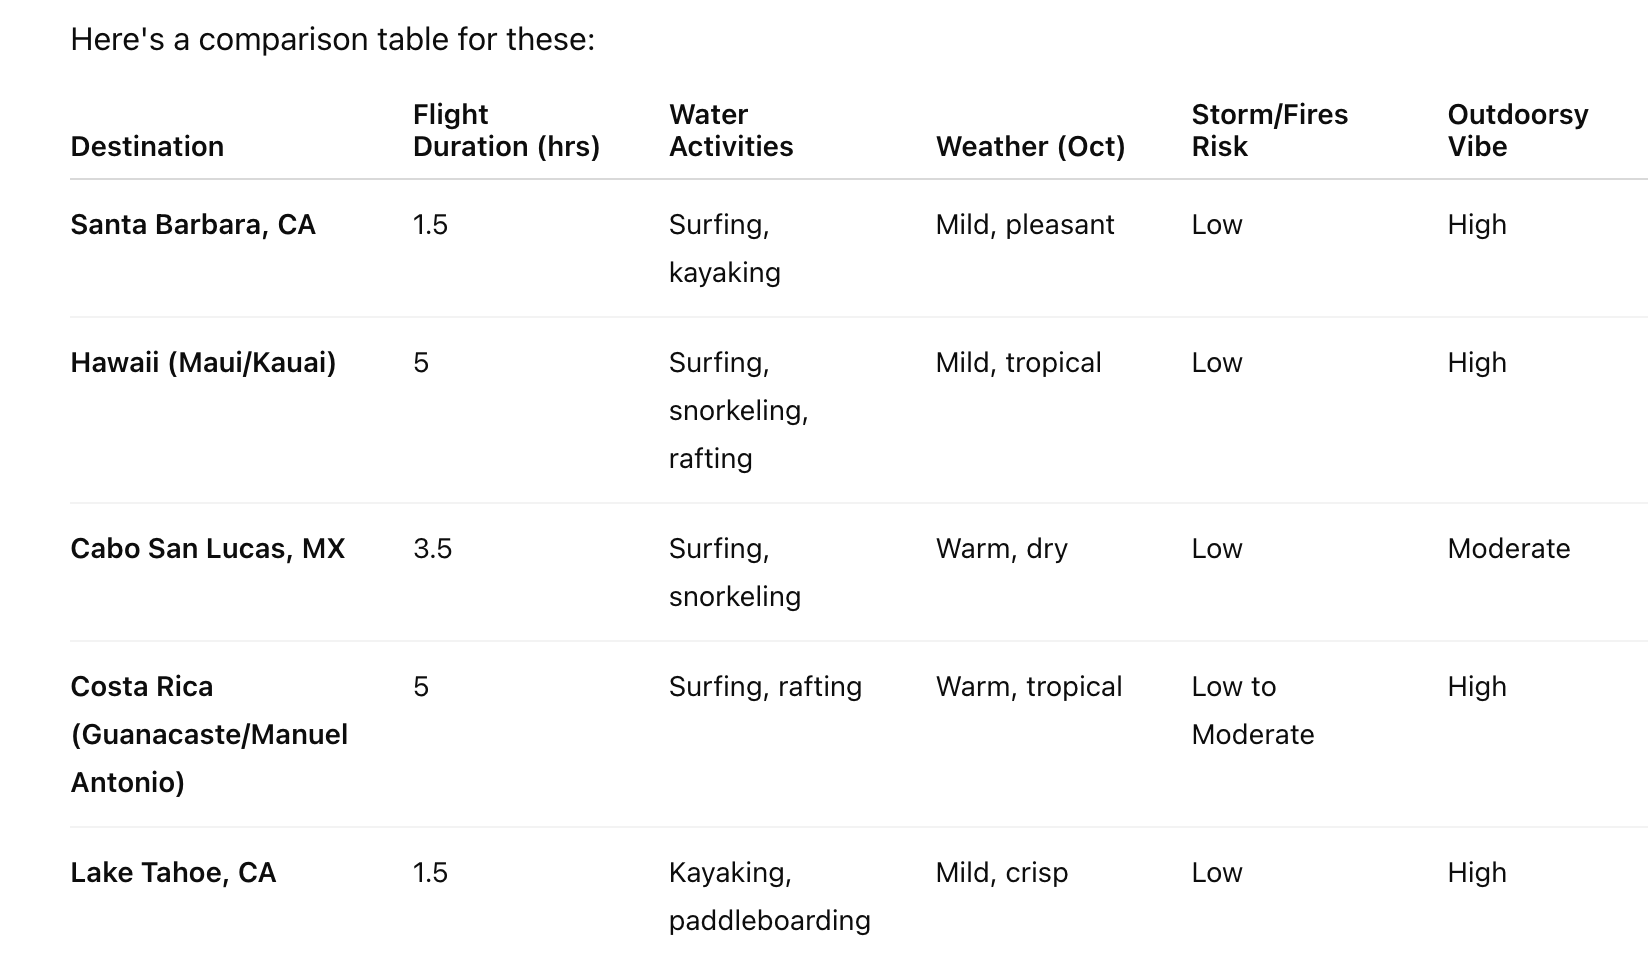 Here's a comparison table for these:
Destination
Flight Duration (hrs)
Water Activities
Weather (Oct)
Storm/Fires Risk
Outdoorsy Vibe
Santa Barbara, CA
1.5
Surfing,
kayaking
Mild, pleasant
Low
High
Hawaii (Maui/Kauai)
5
Surfing,
snorkeling,
rafting
Mild, tropical
Low
High
Cabo San Lucas, MX
3.5
Surfing,
snorkeling
Warm, dry
Low
Moderate
Costa Rica
(Guanacaste/Manuel
Antonio)
5
Surfing, rafting
Warm, tropical
Low to
Moderate
High
Lake Tahoe, CA
1.5
Kayaking,
paddleboarding
Mild, crisp
Low
High